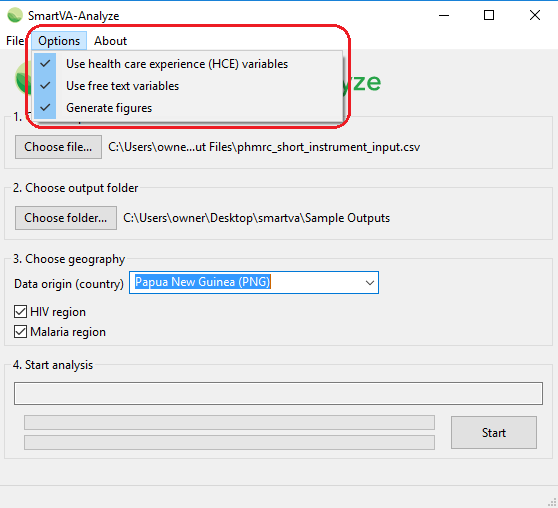 SmartVA-Analyze
File Options About
Use health care experience (HCE) variables
Use free text variables
Generate figures
yze
1.
Choose file... C:\Users\owne...ut Files\phmrc_short_instrument_input.csv
2. Choose output folder
Choose folder... C:\Users\owner\Desktop\smartva\Sample Outputs
3. Choose geography
Data origin (country) Papua New Guinea (PNG)
HIV region
Malaria region
4. Start analysis
Start